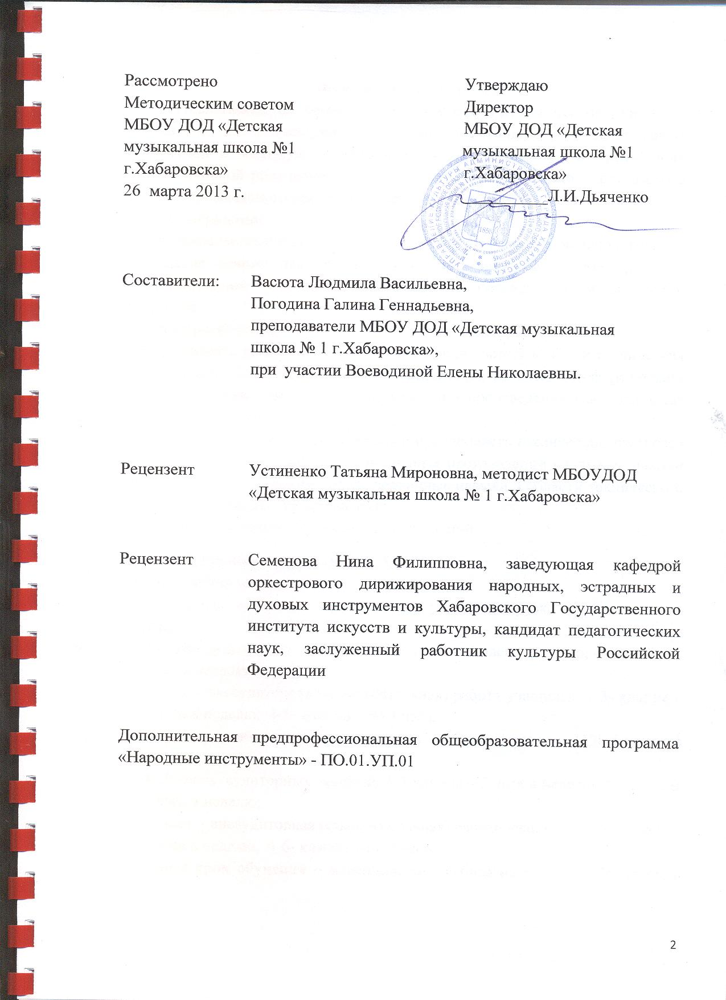 Рассмотрено
Методическим советом
МБОУ ДОД «Детская
музыкальная школа №1
г.Хабаровска»
26 марта 2013 г.
Утверждаю
Директор
МБОУ ДОД «Детская
музыкальная школа №1
г.Хабаровска»
___________Л.И.Дьяченко
1858
Составители:
Васюта Людмила Васильевна,
Погодина Галина Геннадьевна,
преподаватели МБОУ ДОД «Детская музыкальная
школа № 1 г.Хабаровска»,
при участии Воеводиной Елены Николаевны.
Рецензент
Устиненко Татьяна Мироновна, методист МБОУДОД
«Детская музыкальная школа № 1 г.Хабаровска»
Рецензент
Семенова Нина Филипповна, заведующая кафедрой
оркестрового дирижирования народных, эстрадных и
духовых инструментов Хабаровского Государственного
института искусств и культуры, кандидат педагогических
наук, заслуженный работник культуры Российской
Федерации
Дополнительная предпрофессиональная общеобразовательная программа
«Народные инструменты» - ПО.01.УП.01
2